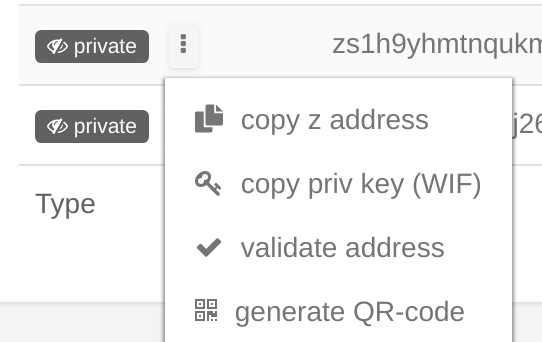 private zs1h9yhmtnqukm
copy z address
private j26
copy priv key (WIF)
Type
validate address
generate QR-code